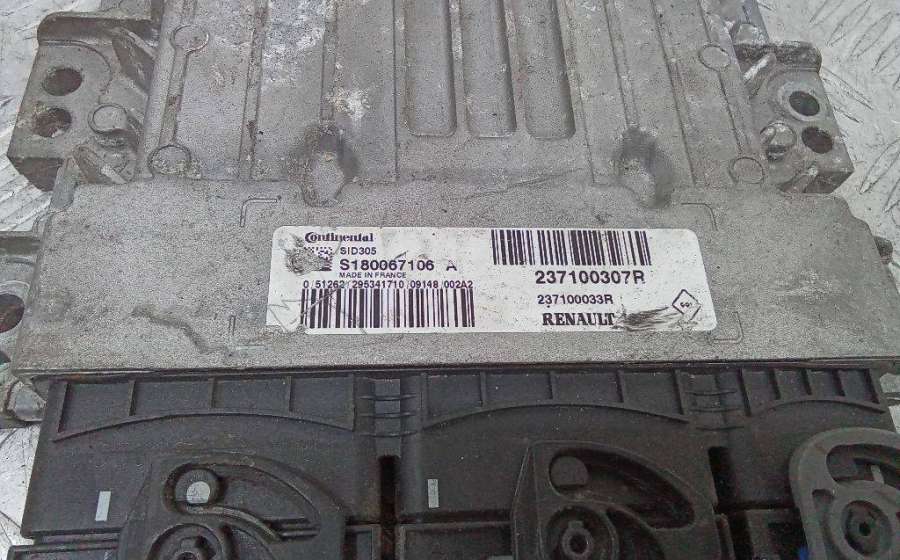 Continental
SID305
S180067106 A
MADE IN FRANCE
0 51262 295341710 09148 002A2
237100307R
237100033R
RENAULT